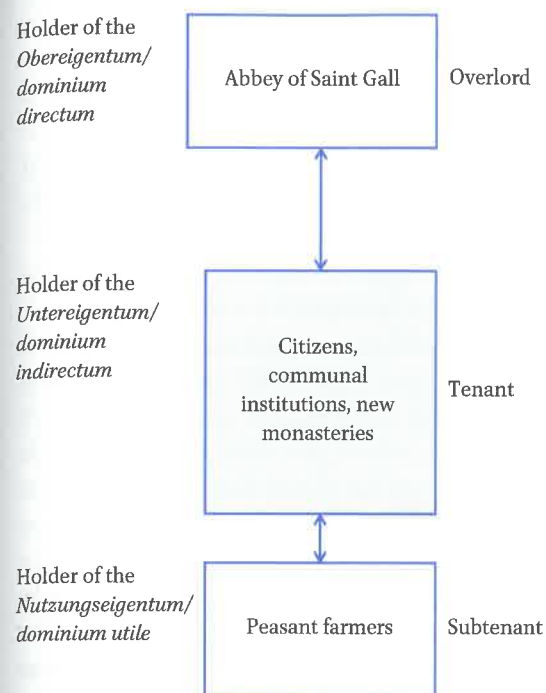 Holder of the
Obereigentum/
dominium
directum
Abbey of Saint Gall
Overlord
Holder of the
Untereigentum/
dominium
indirectum
Citizens,
communal
institutions, new
monasteries
Tenant
Holder of the
Nutzungseigentum/
dominium utile
Peasant farmers
Subtenant